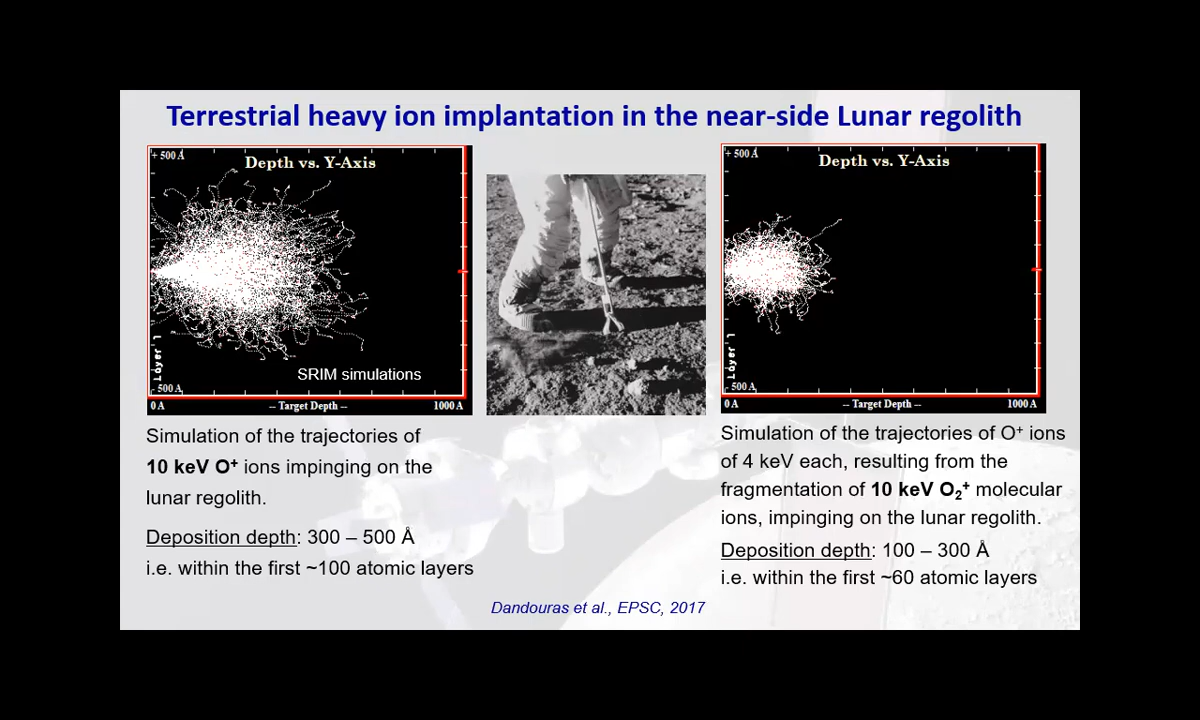 Terrestrial heavy ion implantation in the near-side Lunar regolith
+ 500 Å
Depth vs. Y-Axis
Layer 1
SRIM simulations
- 500 A
0 A
-- Target Depth --
1000 A
Simulation of the trajectories of
10 keV O⁺ ions impinging on the
lunar regolith.
Deposition depth: 300 – 500 Å
i.e. within the first ~100 atomic layers
+ 500 Å
Depth vs. Y-Axis
Layer 1
- 500 A
0 A
-- Target Depth --
1000 A
Simulation of the trajectories of O⁺ ions
of 4 keV each, resulting from the
fragmentation of 10 keV O₂⁺ molecular
ions, impinging on the lunar regolith.
Deposition depth: 100 – 300 Å
i.e. within the first ~60 atomic layers
Dandouras et al., EPSC, 2017